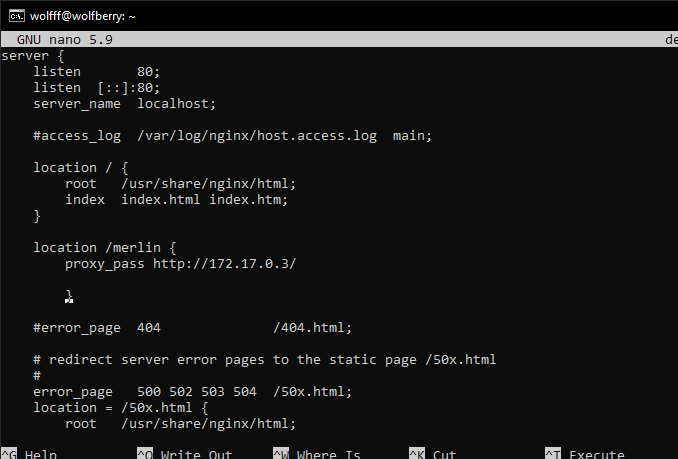 wolfff@wolfberry: ~
GNU nano 5.9 de
server {
    listen       80;
    listen  [::]:80;
    server_name  localhost;

    #access_log  /var/log/nginx/host.access.log  main;

    location / {
        root   /usr/share/nginx/html;
        index  index.html index.htm;
    }

    location /merlin {
        proxy_pass http://172.17.0.3/

        }

    #error_page  404              /404.html;

    # redirect server error pages to the static page /50x.html
    #
    error_page   500 502 503 504  /50x.html;
    location = /50x.html {
        root   /usr/share/nginx/html;

^G Help ^O Write Out ^W Where Is ^K Cut ^T Execute